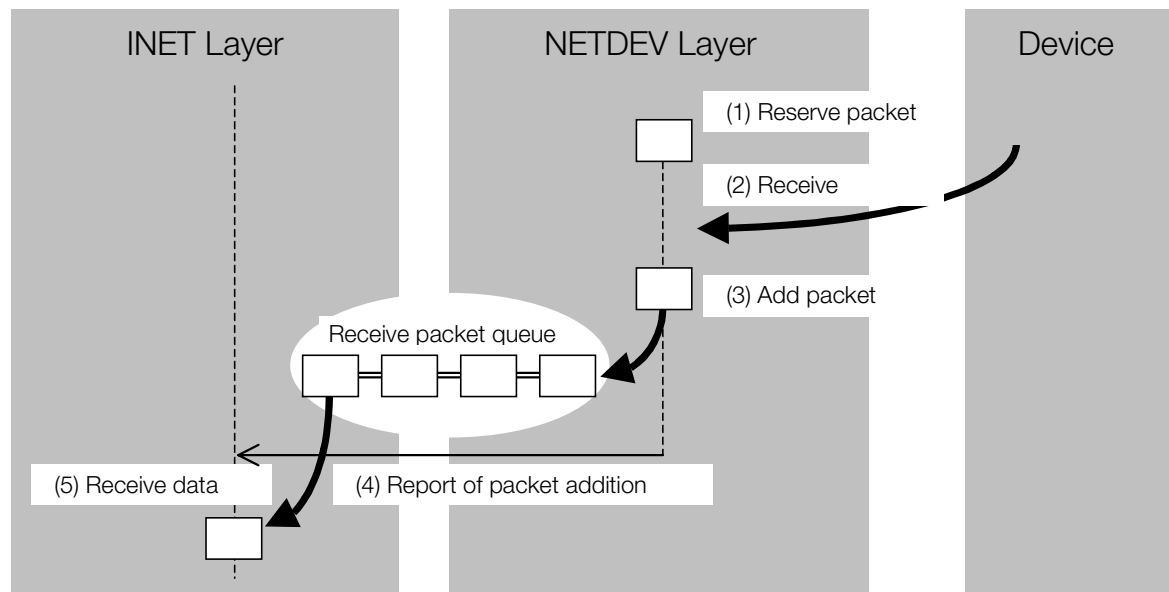 INET Layer
NETDEV Layer
Device
(1) Reserve packet
(2) Receive
(3) Add packet
Receive packet queue
(5) Receive data
(4) Report of packet addition